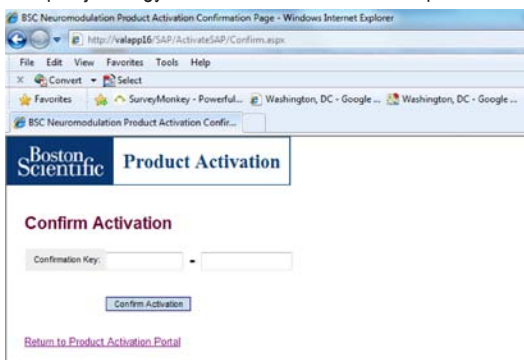 BSC Neuromodulation Product Activation Confirmation Page - Windows Internet Explorer
http://valapp16/SAP/ActivateSAP/Confirm.aspx
File Edit View Favorites Tools Help
x Convert Select
Favorites SurveyMonkey - Powerful... Washington, DC - Google ... Washington, DC - Google ...
BSC Neuromodulation Product Activation Confir...
Boston Scientific Product Activation
Confirm Activation
Confirmation Key: -
Confirm Activation
Return to Product Activation Portal